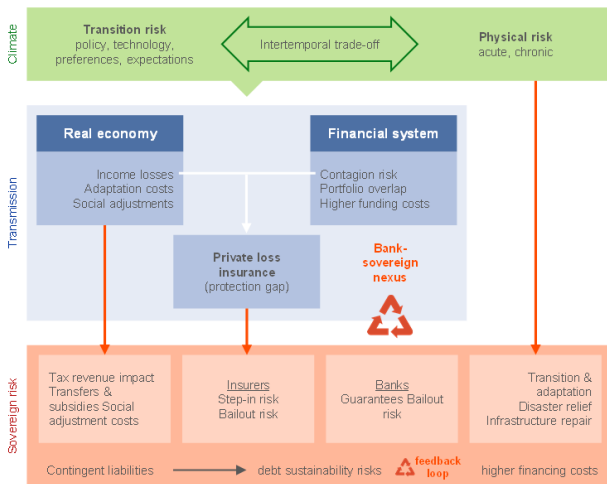 Climate
Transition risk
policy, technology,
preferences, expectations
Intertemporal trade-off
Physical risk
acute, chronic
Transmission
Real economy
Income losses
Adaptation costs
Social adjustments
Financial system
Contagion risk
Portfolio overlap
Higher funding costs
Private loss
insurance
(protection gap)
Bank-
sovereign
nexus
Sovereign risk
Tax revenue impact
Transfers &
subsidies Social
adjustment costs
Insurers
Step-in risk
Bailout risk
Banks
Guarantees Bailout
risk
Transition &
adaptation
Disaster relief
Infrastructure repair
Contingent liabilities
debt sustainability risks
feedback
loop
higher financing costs